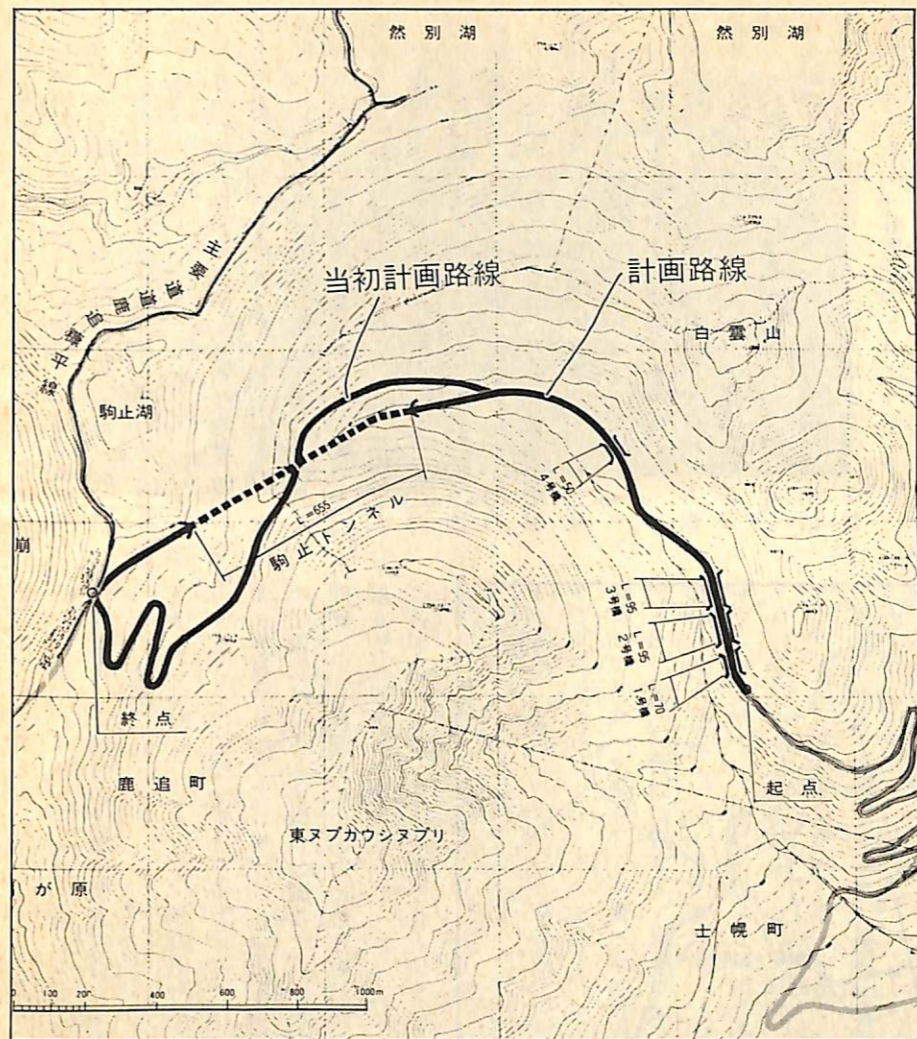 然別湖
然別湖
主要道道鹿追糠平線
当初計画路線
計画路線
白雲山
駒止湖
L=50
4号橋
L=655
駒止トンネル
崩
L=95
3号橋
L=95
2号橋
L=70
1号橋
終点
起点
鹿追町
東ヌプカウシヌプリ
が原
士幌町
0 100 200 400 600 800 1000m